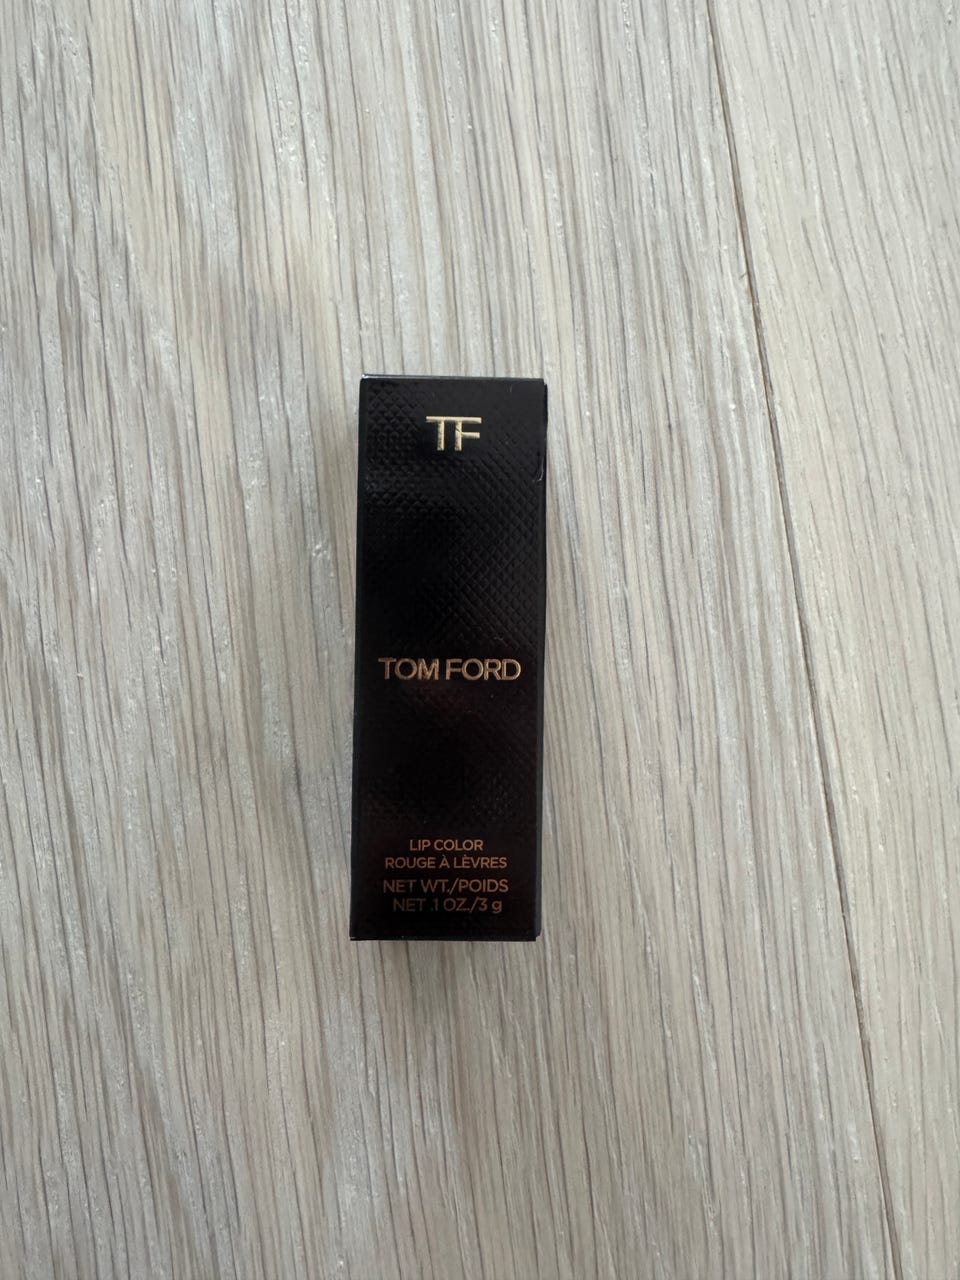 TF
TOM FORD
LIP COLOR
ROUGE À LÈVRES
NET WT./POIDS
NET .1 OZ./3 g